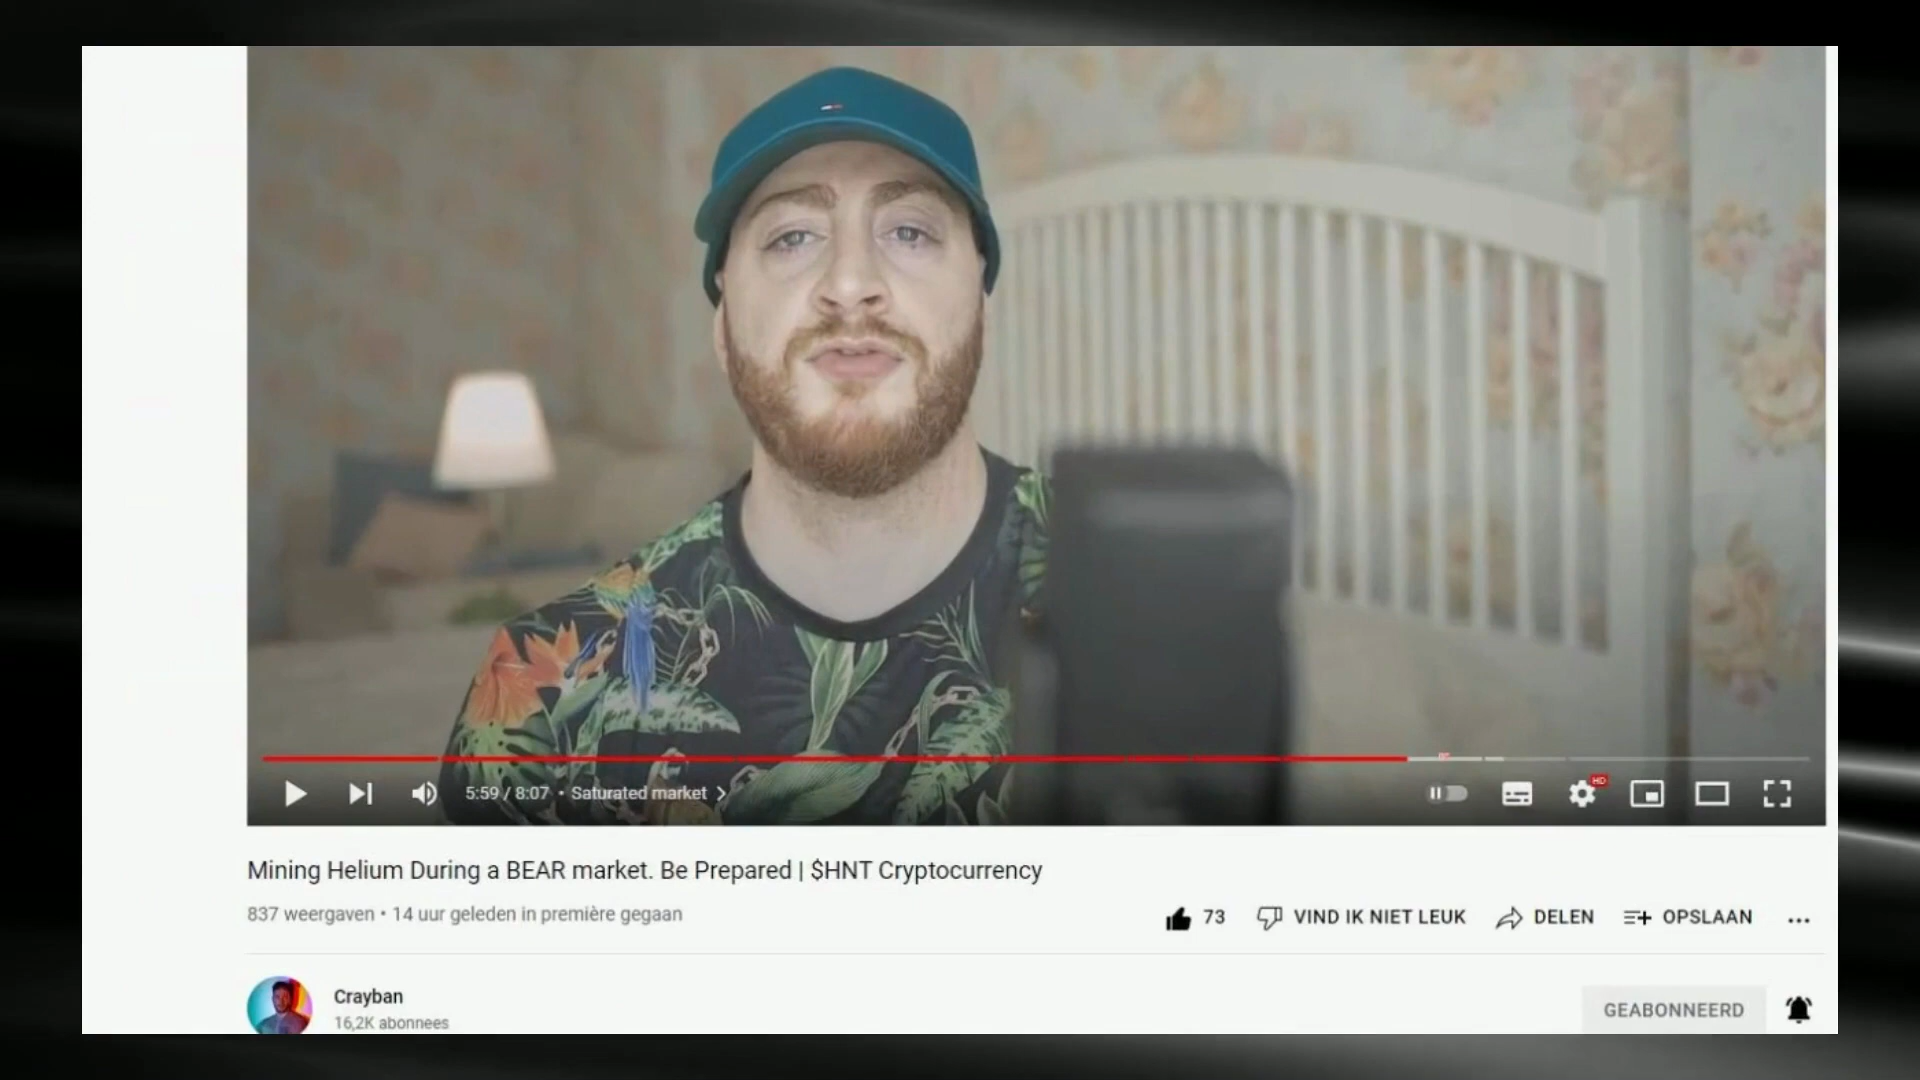 5:59 / 8:07 • Saturated market
HD
Mining Helium During a BEAR market. Be Prepared | $HNT Cryptocurrency
837 weergaven • 14 uur geleden in première gegaan
73 VIND IK NIET LEUK DELEN OPSLAAN
Crayban
16,2K abonnees
GEABONNEERD